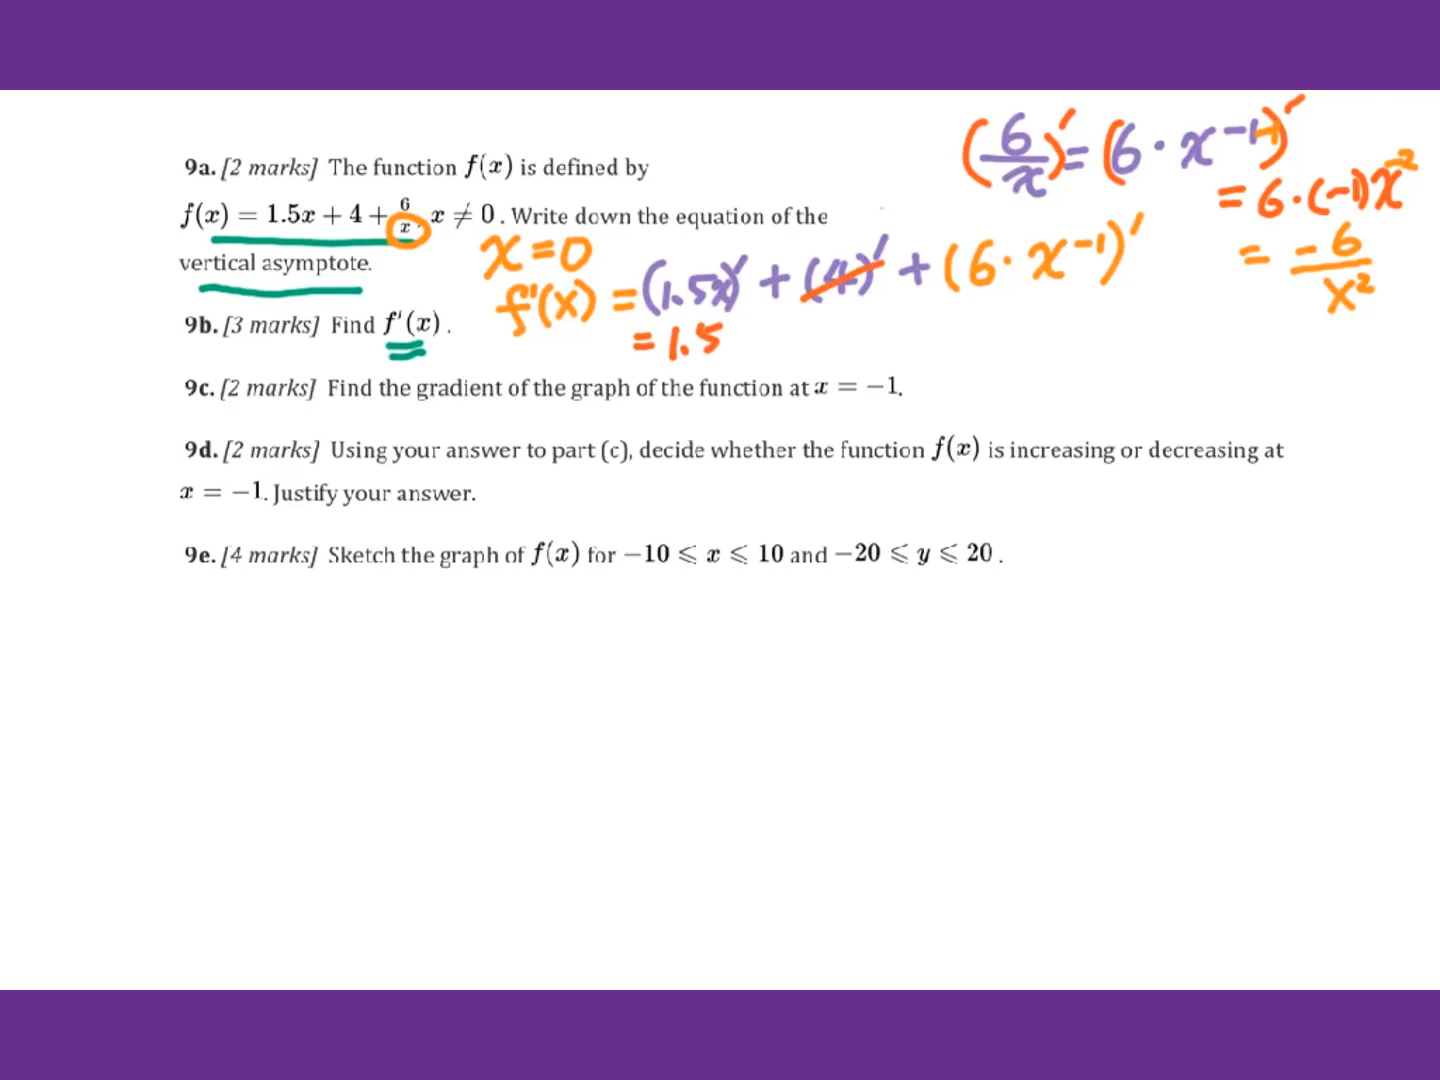 9a. [2 marks] The function f(x) is defined by
f(x) = 1.5x + 4 + 6/x, x ≠ 0. Write down the equation of the
vertical asymptote.
x=0
(6/x)' = (6·x⁻¹)'
= 6·(-1)x⁻²
= -6/x²
f'(x) = (1.5x)' + (4)' + (6·x⁻¹)'
= 1.5
9b. [3 marks] Find f'(x).
9c. [2 marks] Find the gradient of the graph of the function at x = −1.
9d. [2 marks] Using your answer to part (c), decide whether the function f(x) is increasing or decreasing at
x = −1. Justify your answer.
9e. [4 marks] Sketch the graph of f(x) for −10 ⩽ x ⩽ 10 and −20 ⩽ y ⩽ 20.